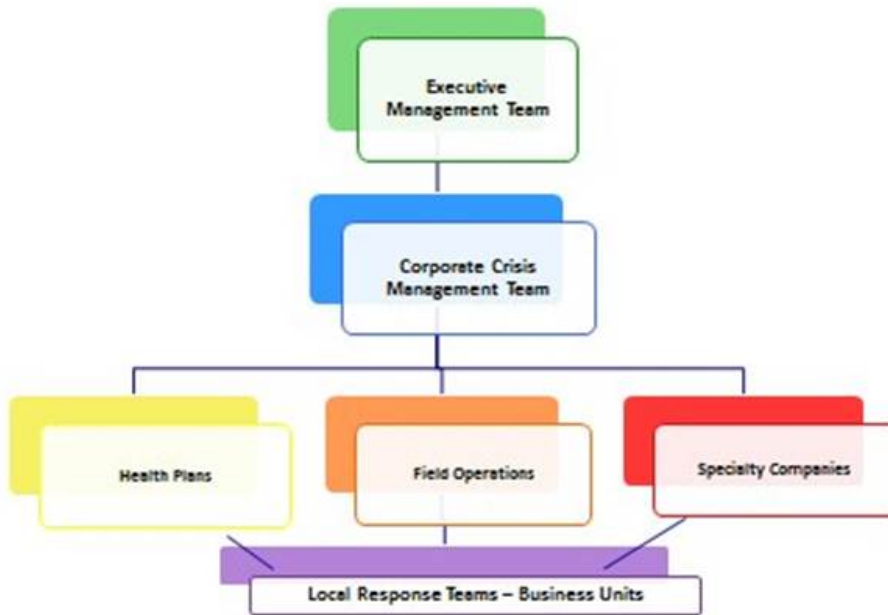 Executive
Management Team
Corporate Crisis
Management Team
Health Plans
Field Operations
Specialty Companies
Local Response Teams – Business Units